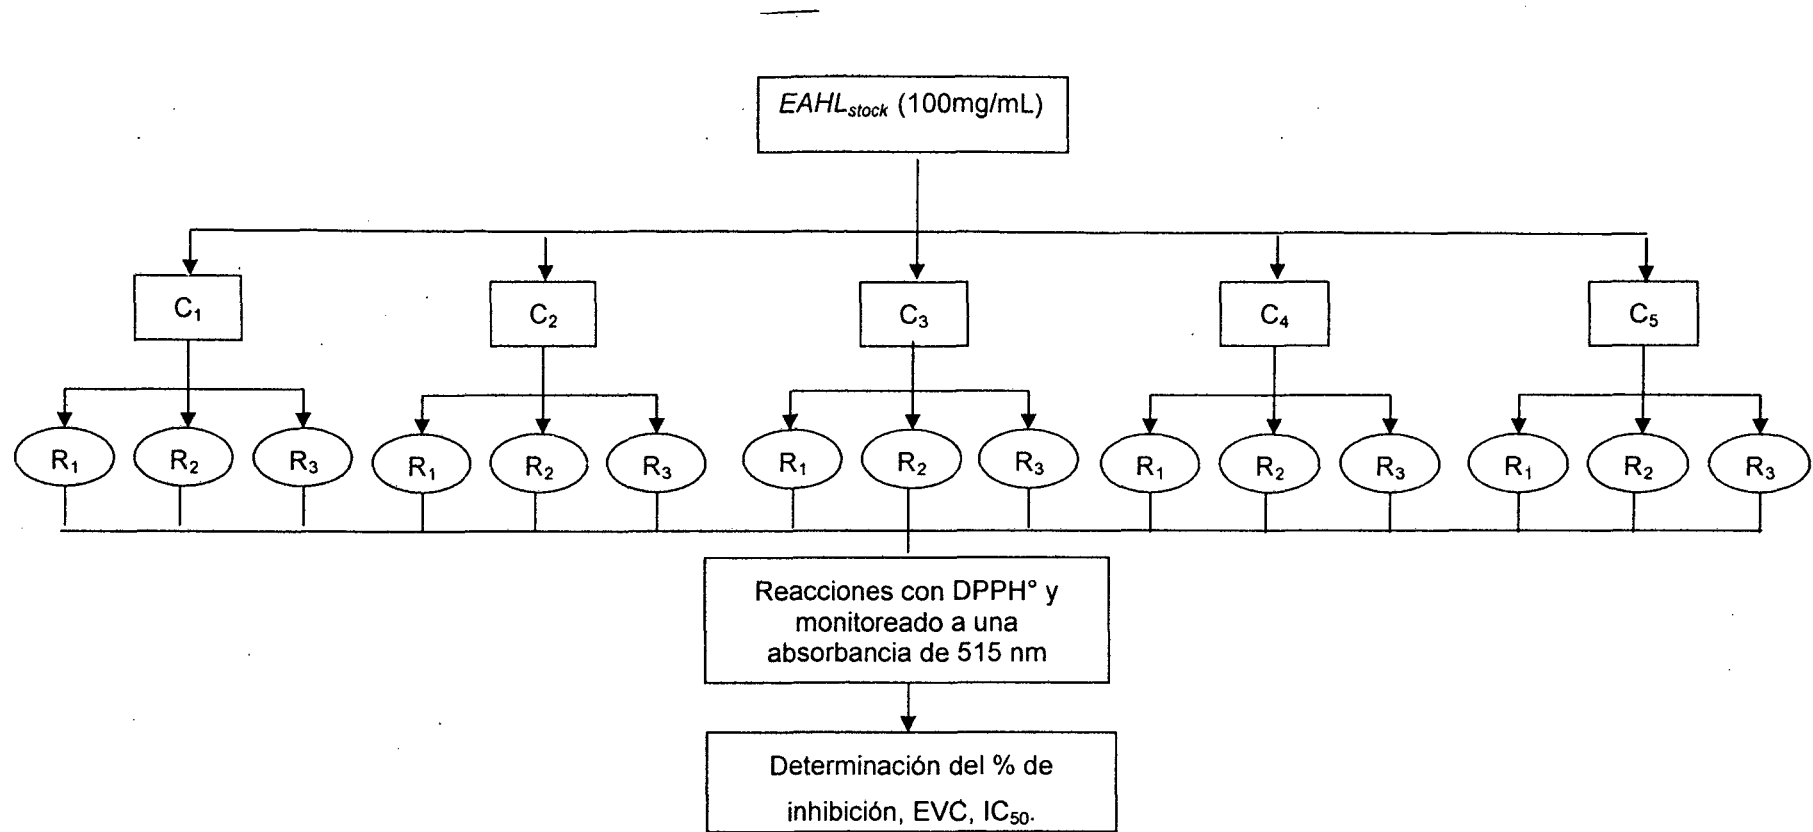 EAHLstock (100mg/mL)
C1 C2 C3 C4 C5
R1 R2 R3 R1 R2 R3 R1 R2 R3 R1 R2 R3 R1 R2 R3
Reacciones con DPPH° y
monitoreado a una
absorbancia de 515 nm
Determinación del % de
inhibición, EVC, IC50.